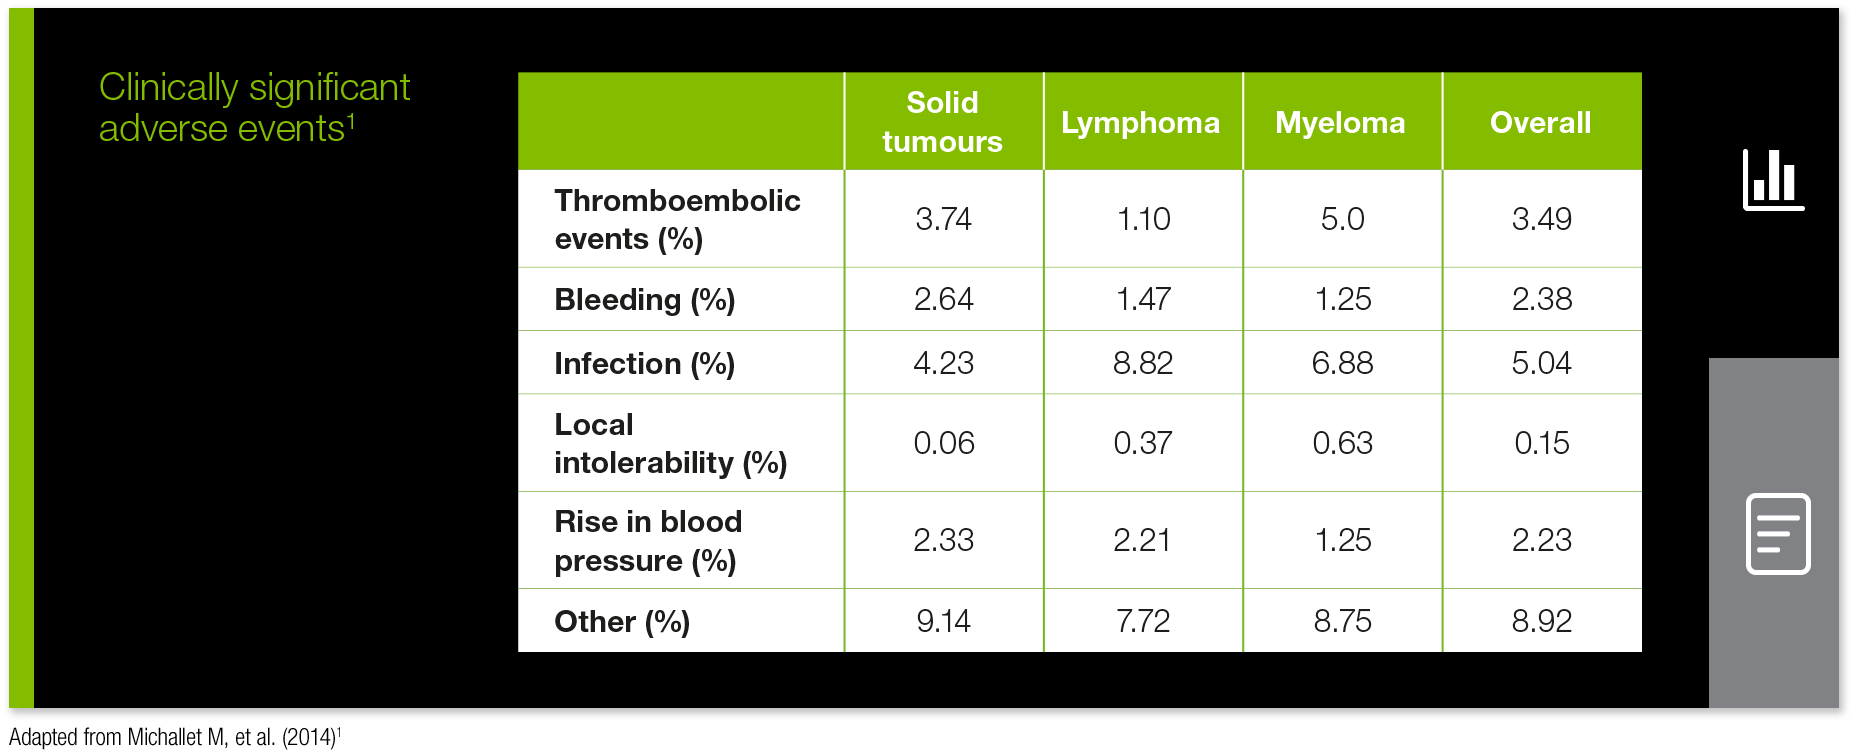 Clinically significant
adverse events1
Solid
tumours
Lymphoma
Myeloma
Overall
Thromboembolic
events (%)
3.74
1.10
5.0
3.49
Bleeding (%)
2.64
1.47
1.25
2.38
Infection (%)
4.23
8.82
6.88
5.04
Local
intolerability (%)
0.06
0.37
0.63
0.15
Rise in blood
pressure (%)
2.33
2.21
1.25
2.23
Other (%)
9.14
7.72
8.75
8.92
Adapted from Michallet M, et al. (2014)1